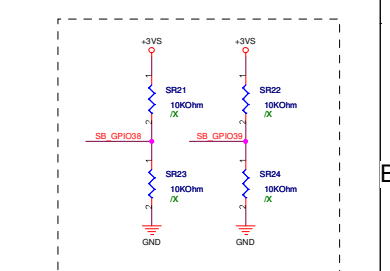 +3VS +3VS
1 1
SR21 SR22
10KOhm 10KOhm
/X /X
2 2
SB_GPIO38 SB_GPIO39
1 1
SR23 SR24
10KOhm 10KOhm
/X /X
2 2
GND GND